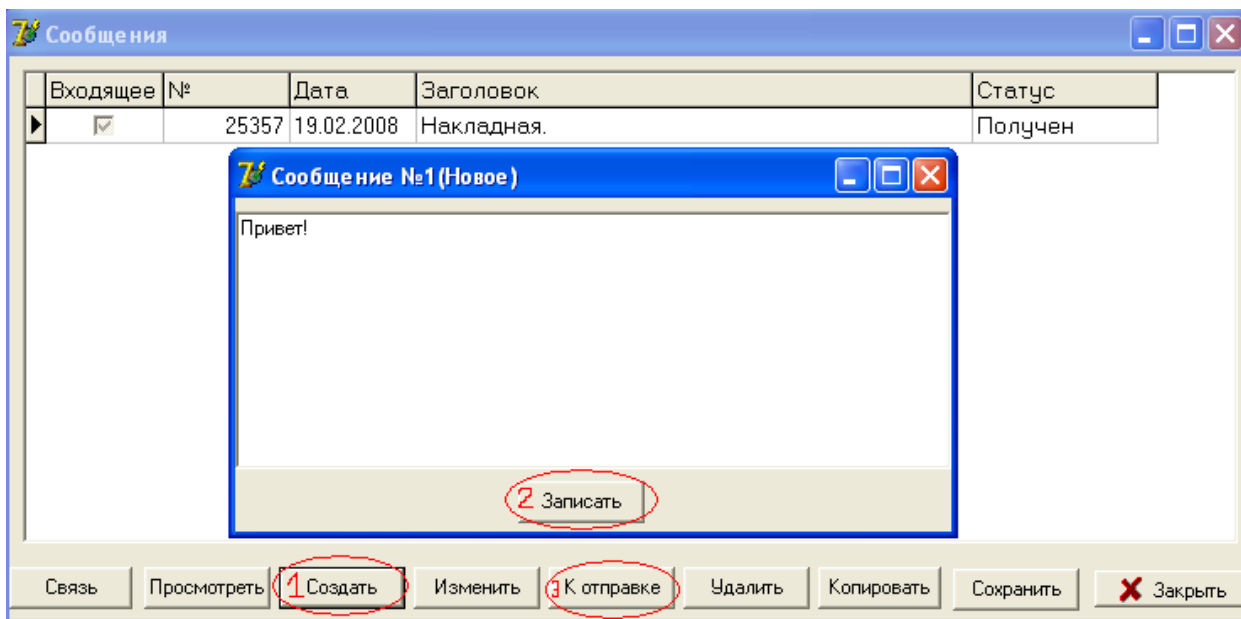 Сообщения
Входящее № Дата Заголовок Статус
25357 19.02.2008 Накладная. Получен
Сообщение №1(Новое)
Привет!
2 Записать
Связь Просмотреть 1 Создать Изменить 3 К отправке Удалить Копировать Сохранить Закрыть